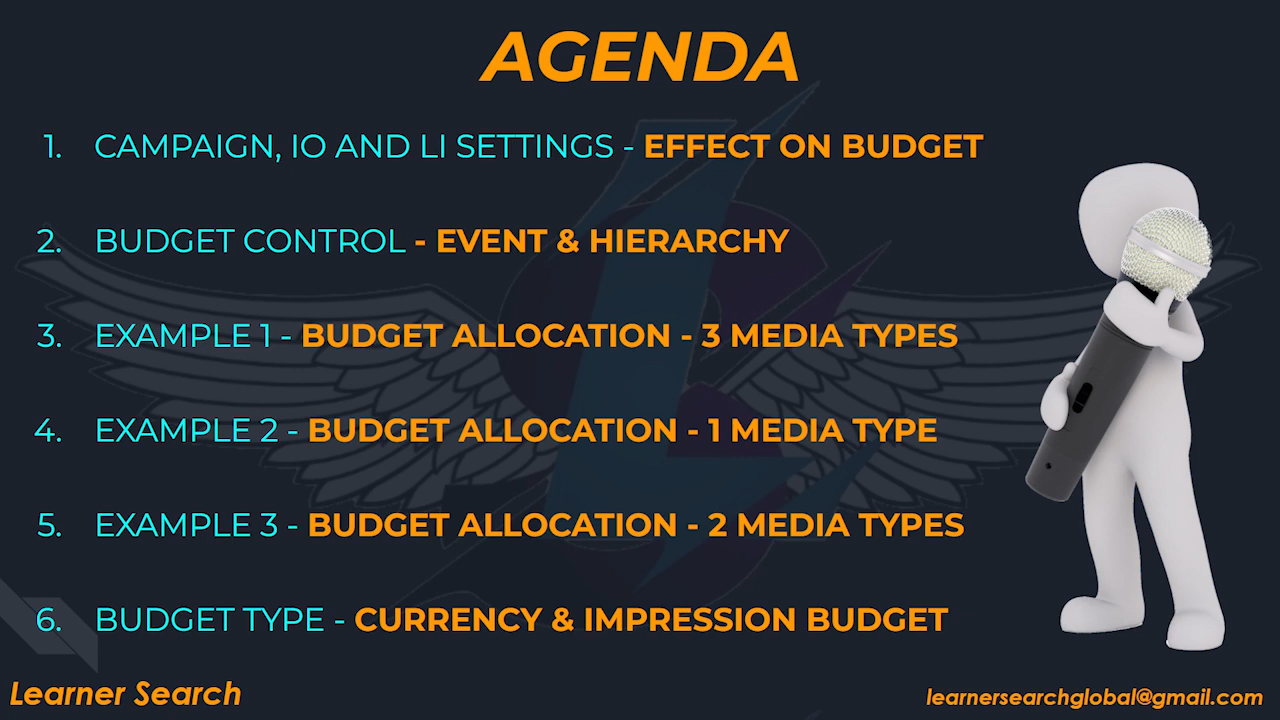 AGENDA
1. CAMPAIGN, IO AND LI SETTINGS - EFFECT ON BUDGET
2. BUDGET CONTROL - EVENT & HIERARCHY
3. EXAMPLE 1 - BUDGET ALLOCATION - 3 MEDIA TYPES
4. EXAMPLE 2 - BUDGET ALLOCATION - 1 MEDIA TYPE
5. EXAMPLE 3 - BUDGET ALLOCATION - 2 MEDIA TYPES
6. BUDGET TYPE - CURRENCY & IMPRESSION BUDGET
Learner Search
learnersearchglobal@gmail.com